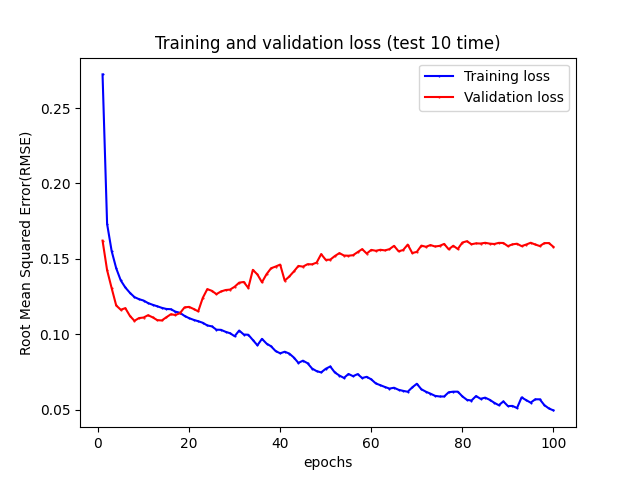 Training and validation loss (test 10 time)
Training loss
Validation loss
Root Mean Squared Error(RMSE)
0.25
0.20
0.15
0.10
0.05
0 20 40 60 80 100
epochs